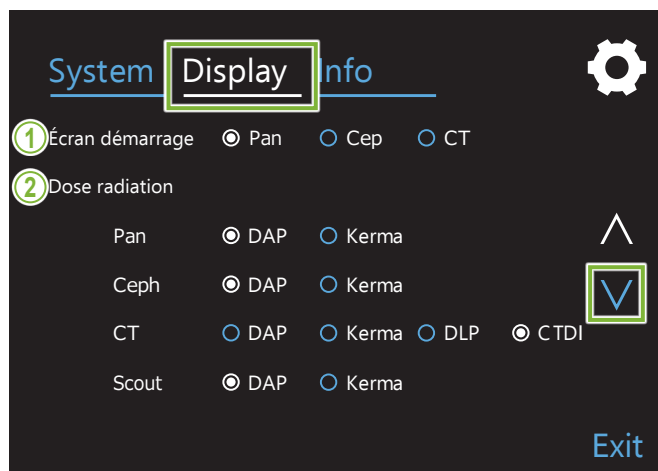 System Display Info
1 Écran démarrage Pan Cep CT
2 Dose radiation
Pan DAP Kerma
Ceph DAP Kerma
CT DAP Kerma DLP CTDI
Scout DAP Kerma
Exit